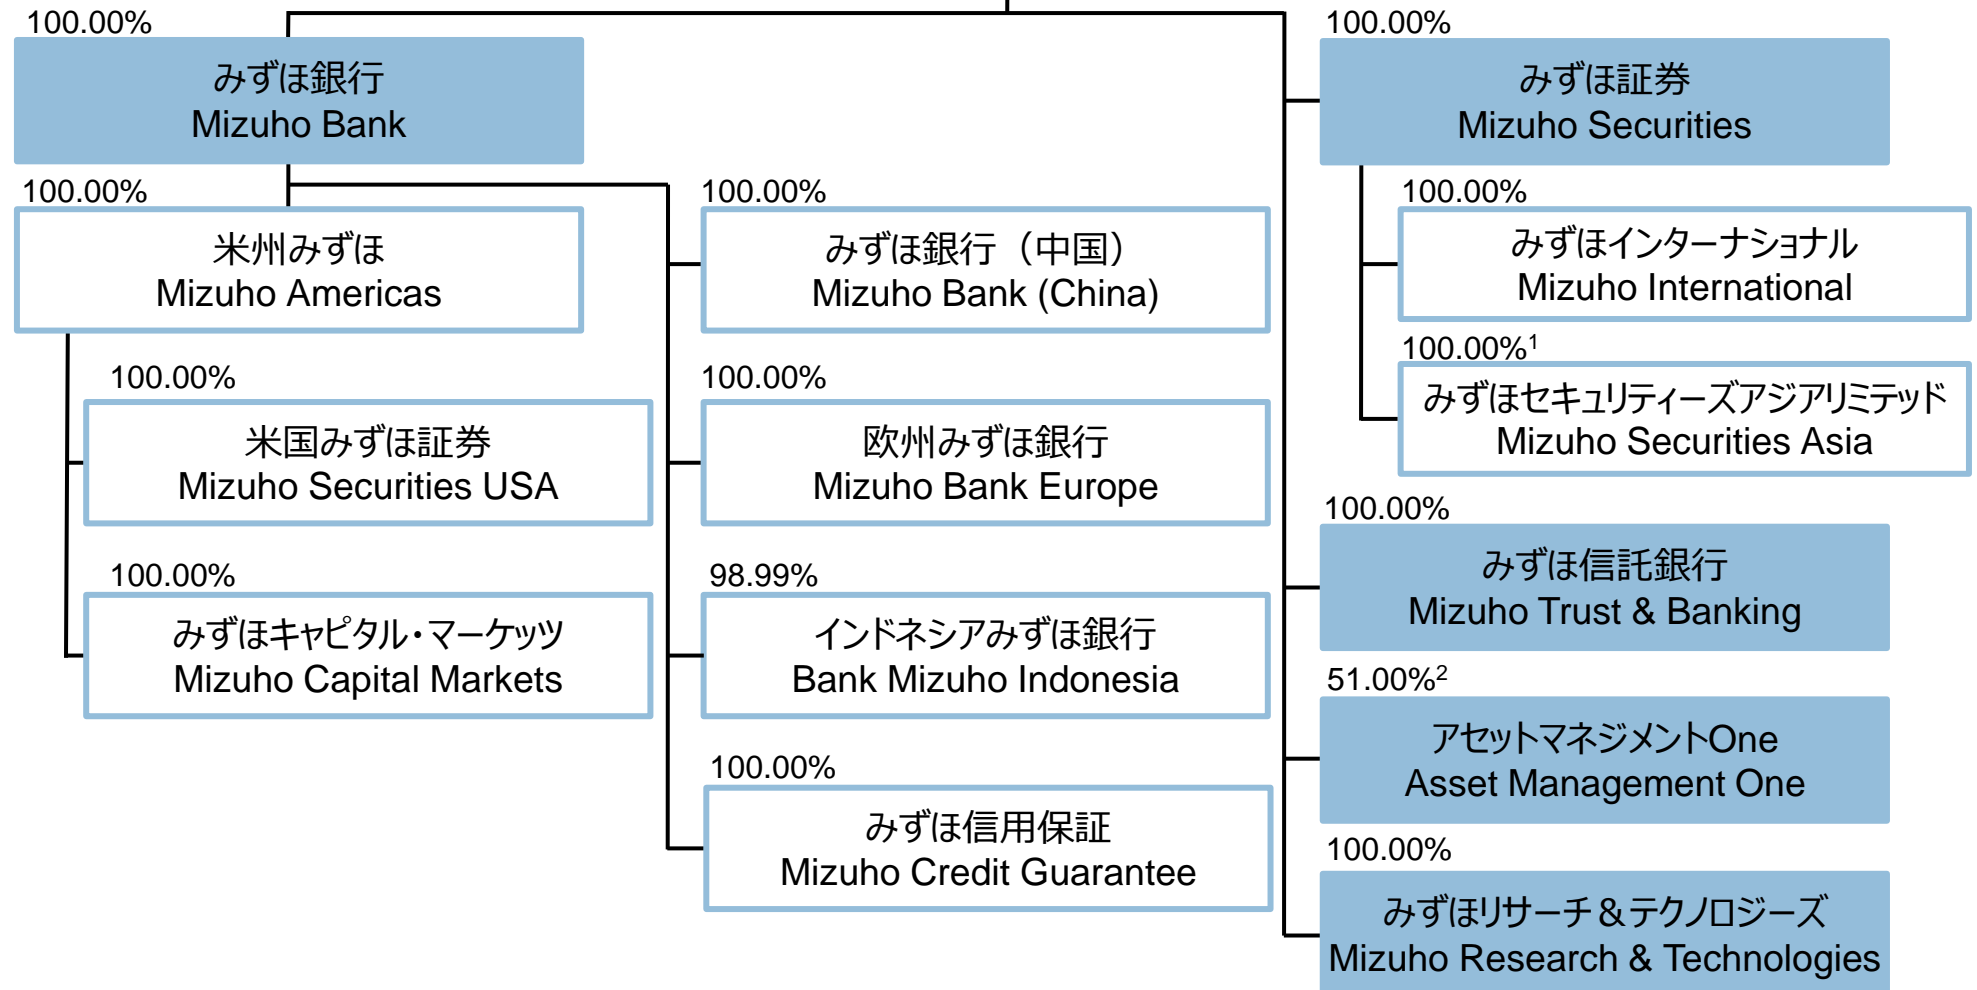 100.00%
みずほ銀行
Mizuho Bank
100.00%
米州みずほ
Mizuho Americas
100.00%
米国みずほ証券
Mizuho Securities USA
100.00%
みずほキャピタル・マーケッツ
Mizuho Capital Markets
100.00%
みずほ銀行（中国）
Mizuho Bank (China)
100.00%
欧州みずほ銀行
Mizuho Bank Europe
98.99%
インドネシアみずほ銀行
Bank Mizuho Indonesia
100.00%
みずほ信用保証
Mizuho Credit Guarantee
100.00%
みずほ証券
Mizuho Securities
100.00%
みずほインターナショナル
Mizuho International
100.00%¹
みずほセキュリティーズアジアリミテッド
Mizuho Securities Asia
100.00%
みずほ信託銀行
Mizuho Trust & Banking
51.00%²
アセットマネジメントOne
Asset Management One
100.00%
みずほリサーチ＆テクノロジーズ
Mizuho Research & Technologies